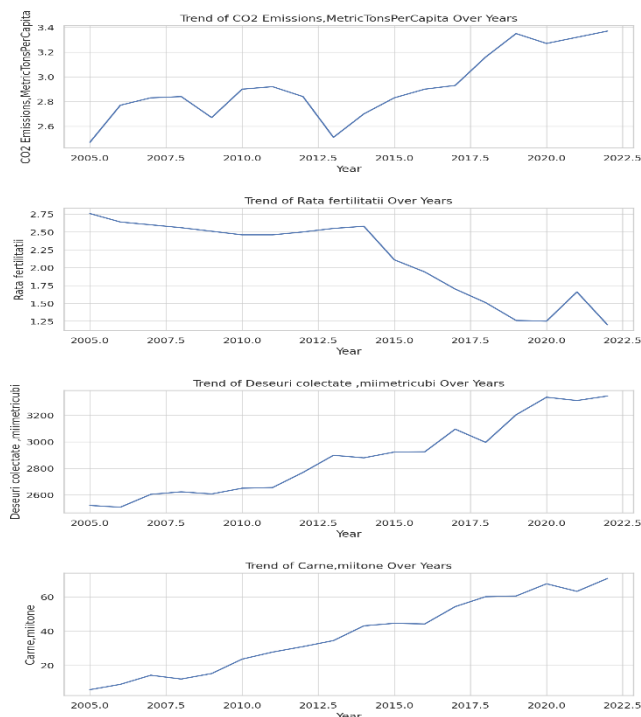 Trend of CO2 Emissions,MetricTonsPerCapita Over Years
CO2 Emissions,MetricTonsPerCapita
3.4
3.2
3.0
2.8
2.6
2005.0 2007.5 2010.0 2012.5 2015.0 2017.5 2020.0 2022.5
Year
Trend of Rata fertilitatii Over Years
Rata fertilitatii
2.75
2.50
2.25
2.00
1.75
1.50
1.25
2005.0 2007.5 2010.0 2012.5 2015.0 2017.5 2020.0 2022.5
Year
Trend of Deseuri colectate ,miimetricubi Over Years
Deseuri colectate ,miimetricubi
3200
3000
2800
2600
2005.0 2007.5 2010.0 2012.5 2015.0 2017.5 2020.0 2022.5
Year
Trend of Carne,miitone Over Years
Carne,miitone
60
40
20
2005.0 2007.5 2010.0 2012.5 2015.0 2017.5 2020.0 2022.5
Year